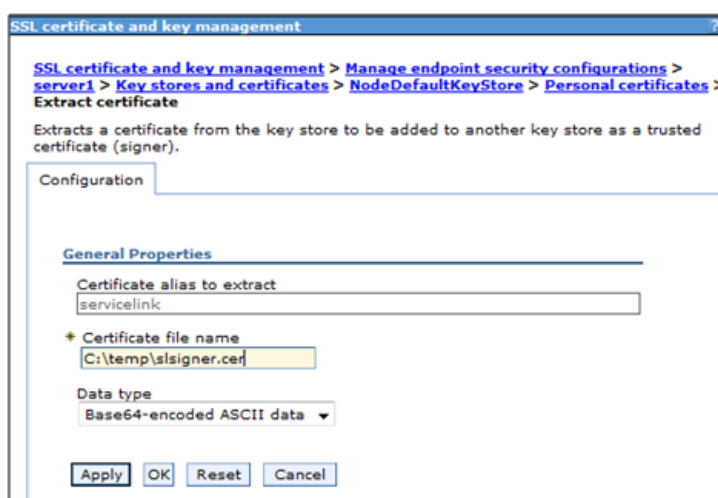 SSL certificate and key management ?
SSL certificate and key management > Manage endpoint security configurations >
server1 > Key stores and certificates > NodeDefaultKeyStore > Personal certificates >
Extract certificate
Extracts a certificate from the key store to be added to another key store as a trusted
certificate (signer).
Configuration
General Properties
Certificate alias to extract
servicelink
* Certificate file name
C:\temp\slsigner.cer
Data type
Base64-encoded ASCII data
Apply OK Reset Cancel